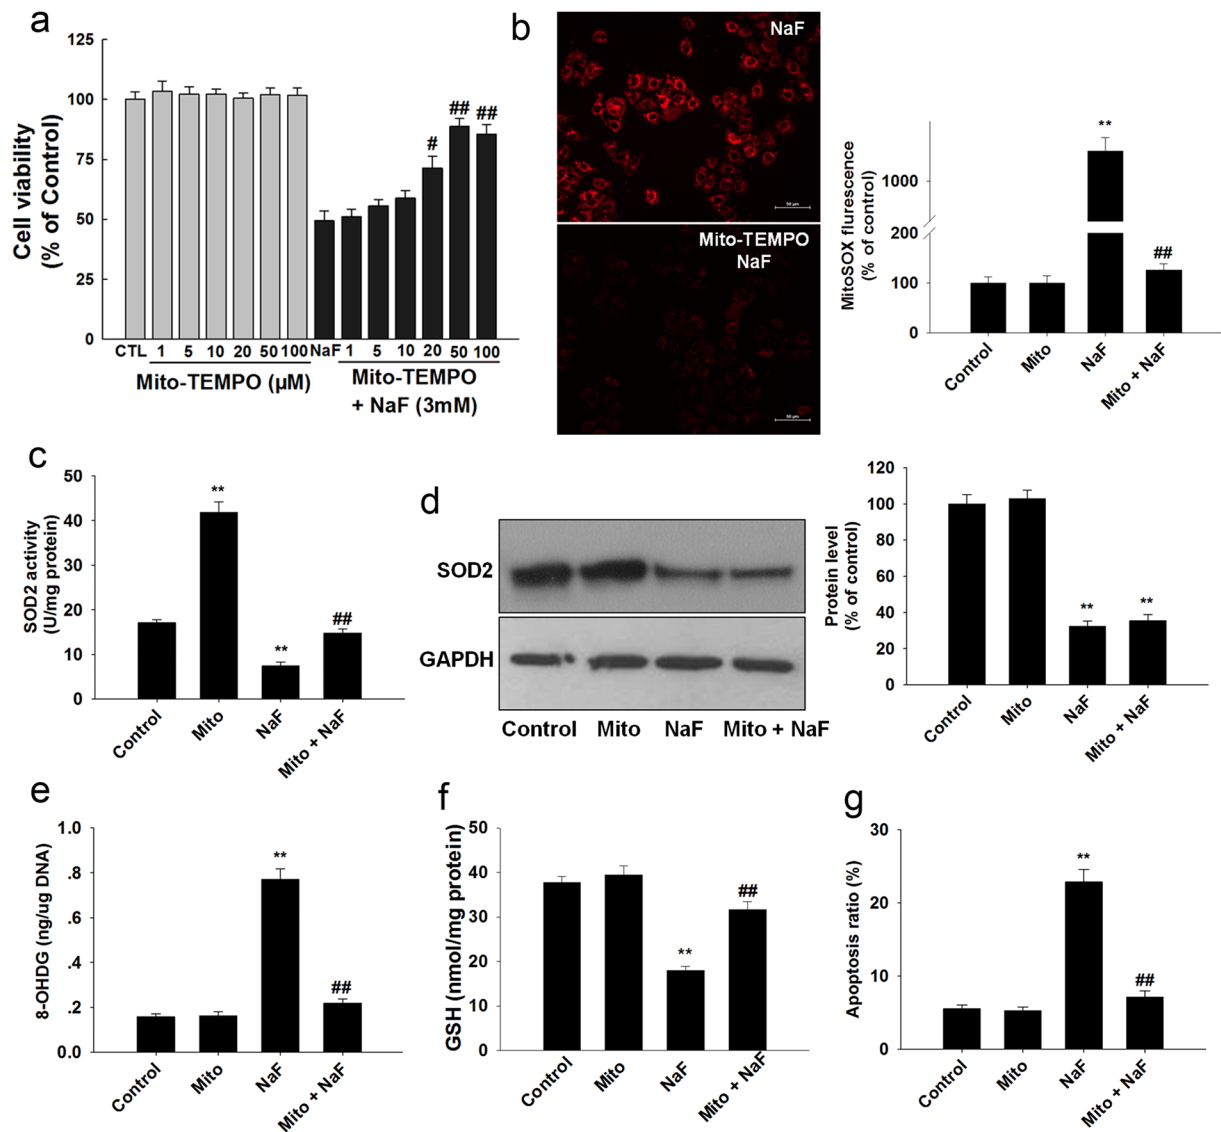 a
Cell viability
(% of Control)
125
100
75
50
25
0
CTL 1 5 10 20 50 100 NaF 1 5 10 20 50 100
# ## ##
Mito-TEMPO (µM)
Mito-TEMPO
+ NaF (3mM)
b
NaF
50 µm
Mito-TEMPO
NaF
50 µm
MitoSOX flurescence
(% of control)
1000
200
100
0
**
##
Control Mito NaF Mito + NaF
c
SOD2 activity
(U/mg protein)
50
40
30
20
10
0
**
**
##
Control Mito NaF Mito + NaF
d
SOD2
GAPDH
Control Mito NaF Mito + NaF
Protein level
(% of control)
120
100
80
60
40
20
0
** **
Control Mito NaF Mito + NaF
e
8-OHDG (ng/ug DNA)
1.0
.8
.6
.4
.2
0.0
**
##
Control Mito NaF Mito + NaF
f
GSH (nmol/mg protein)
50
40
30
20
10
0
**
##
Control Mito NaF Mito + NaF
g
Apoptosis ratio (%)
30
20
10
0
**
##
Control Mito NaF Mito + NaF